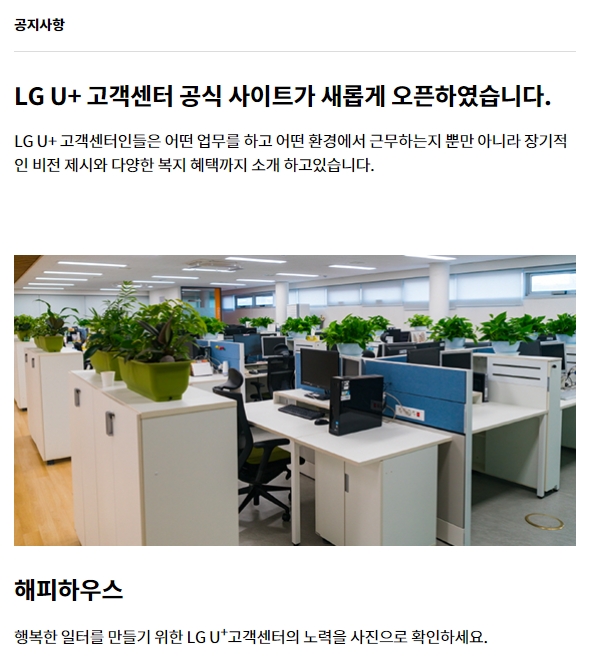 공지사항
LG U+ 고객센터 공식 사이트가 새롭게 오픈하였습니다.
LG U+ 고객센터인들은 어떤 업무를 하고 어떤 환경에서 근무하는지 뿐만 아니라 장기적
인 비전 제시와 다양한 복지 혜택까지 소개 하고있습니다.
해피하우스
행복한 일터를 만들기 위한 LG U⁺고객센터의 노력을 사진으로 확인하세요.